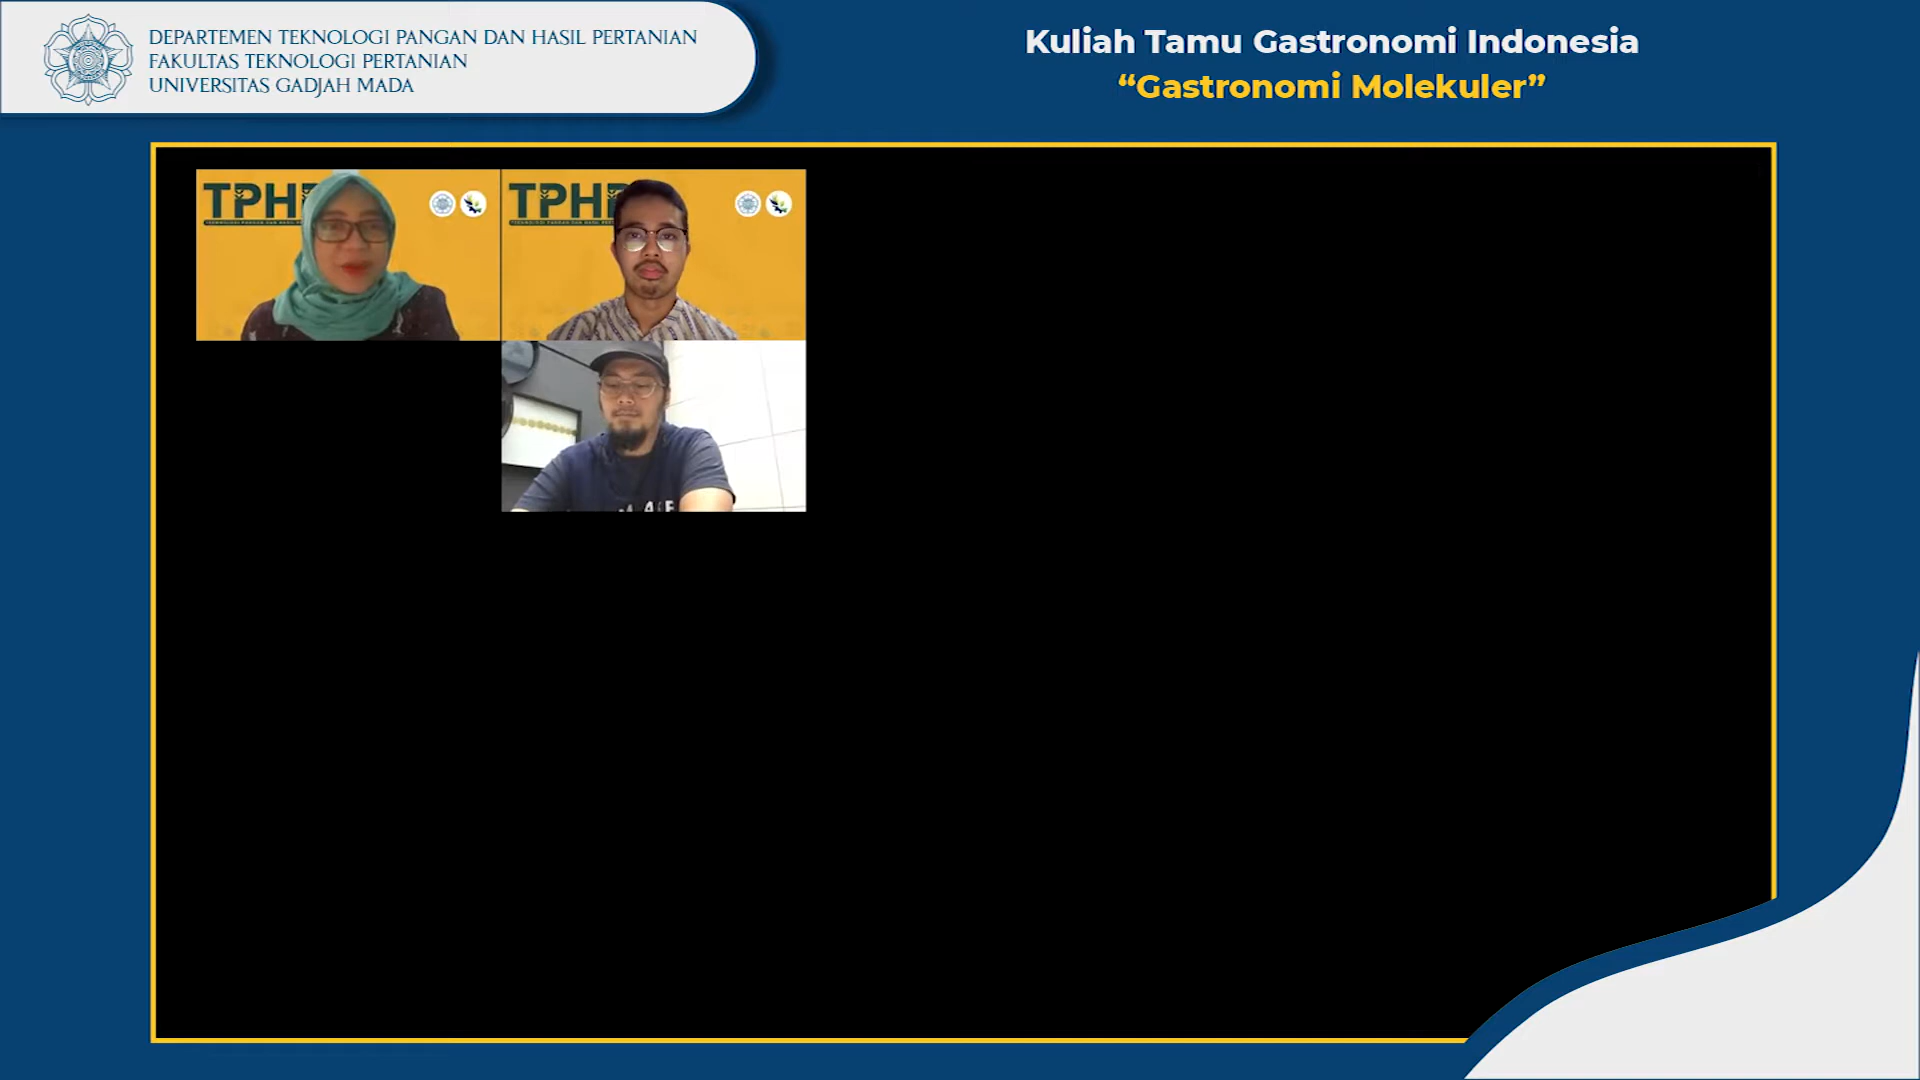 DEPARTEMEN TEKNOLOGI PANGAN DAN HASIL PERTANIAN
FAKULTAS TEKNOLOGI PERTANIAN
UNIVERSITAS GADJAH MADA
Kuliah Tamu Gastronomi Indonesia
“Gastronomi Molekuler”
TPH
TPH